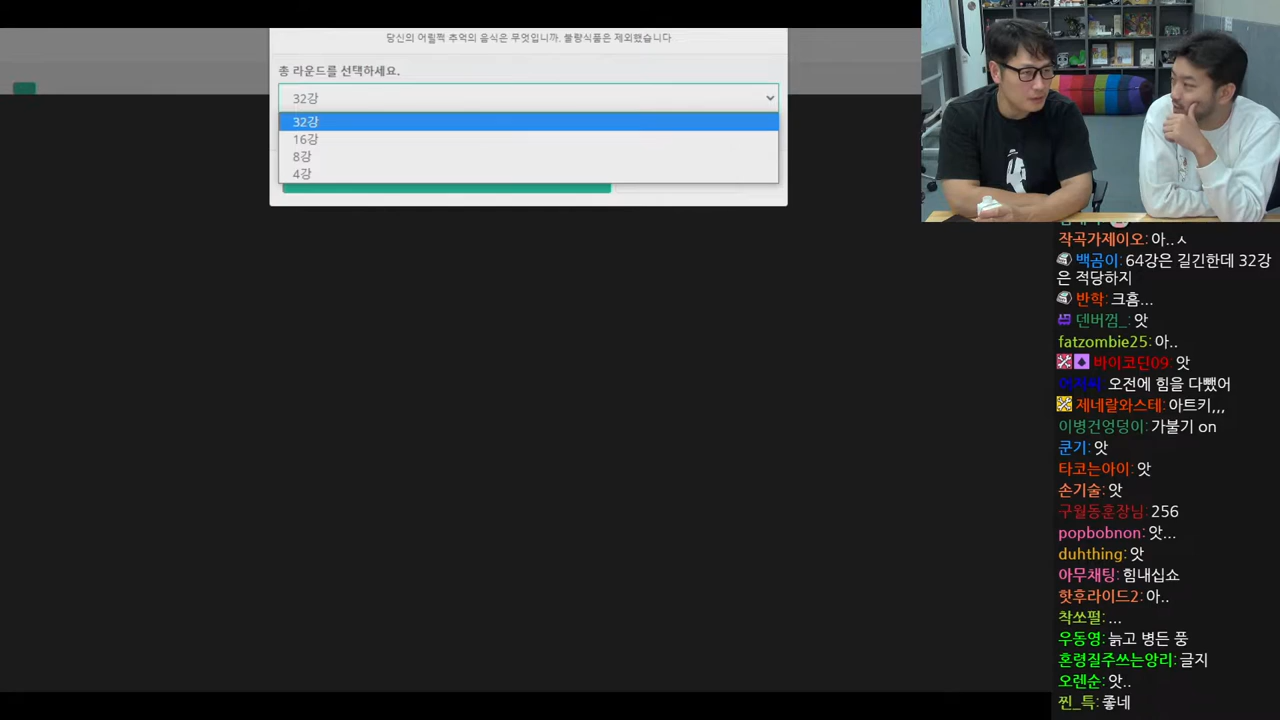 당신의 어릴쩍 추억의 음식은 무엇입니까. 불량식품은 제외했습니다
총 라운드를 선택하세요.
32강
32강
16강
8강
4강
작곡가제이오: 아..ㅅ
백곰이: 64강은 길긴한데 32강
은 적당하지
반학: 크흠...
덴버껌_: 앗
fatzombie25: 아..
바이코딘09: 앗
어저씨: 오전에 힘을 다뺐어
제네랄와스테: 아트키,,,
이병건엉덩이: 가불기 on
쿤기: 앗
타코는아이: 앗
손기술: 앗
구월동훈장님: 256
popbobnon: 앗...
duhthing: 앗
아무채팅: 힘내십쇼
핫후라이드2: 아..
착쏘펄: ...
우동영: 늙고 병든 풍
혼령질주쓰는앙리: 글지
오렌순: 앗..
찐_특: 좋네